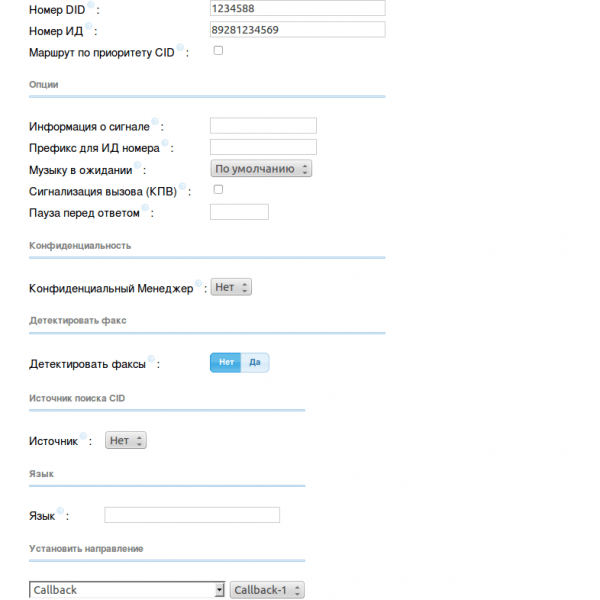 Номер DID : 1234588
Номер ИД : 89281234569
Маршрут по приоритету CID :
Опции
Информация о сигнале :
Префикс для ИД номера :
Музыку в ожидании : По умолчанию
Сигнализация вызова (КПВ) :
Пауза перед ответом :
Конфиденциальность
Конфиденциальный Менеджер : Нет
Детектировать факс
Детектировать факсы : Нет Да
Источник поиска CID
Источник : Нет
Язык
Язык :
Установить направление
Callback Callback-1